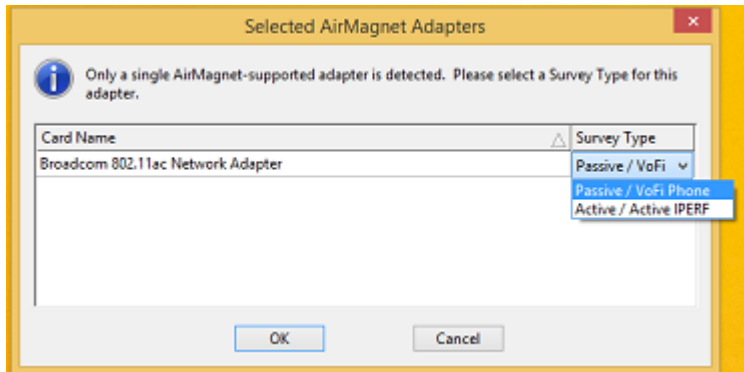 Selected AirMagnet Adapters
Only a single AirMagnet-supported adapter is detected. Please select a Survey Type for this
adapter.
Card Name Survey Type
Broadcom 802.11ac Network Adapter Passive / VoFi
Passive / VoFi Phone
Active / Active IPERF
OK Cancel